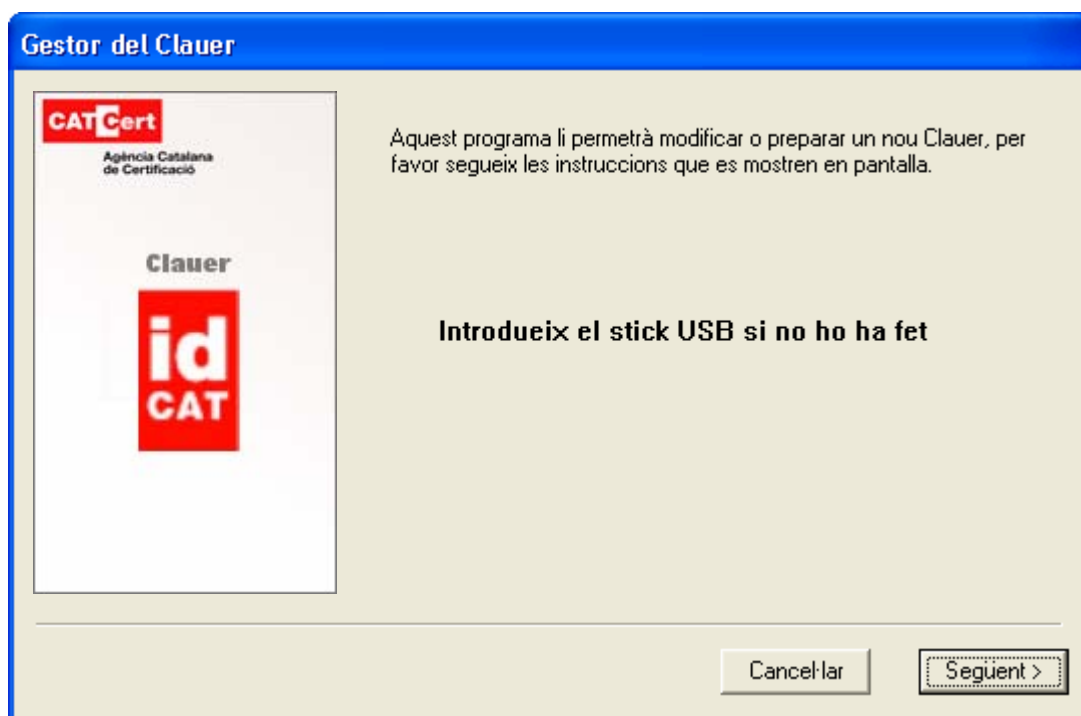 Gestor del Clauer
CATCert
Agència Catalana
de Certificació
Clauer
id
CAT
Aquest programa li permetrà modificar o preparar un nou Clauer, per
favor segueix les instruccions que es mostren en pantalla.
Introdueix el stick USB si no ho ha fet
Cancel·lar
Següent >